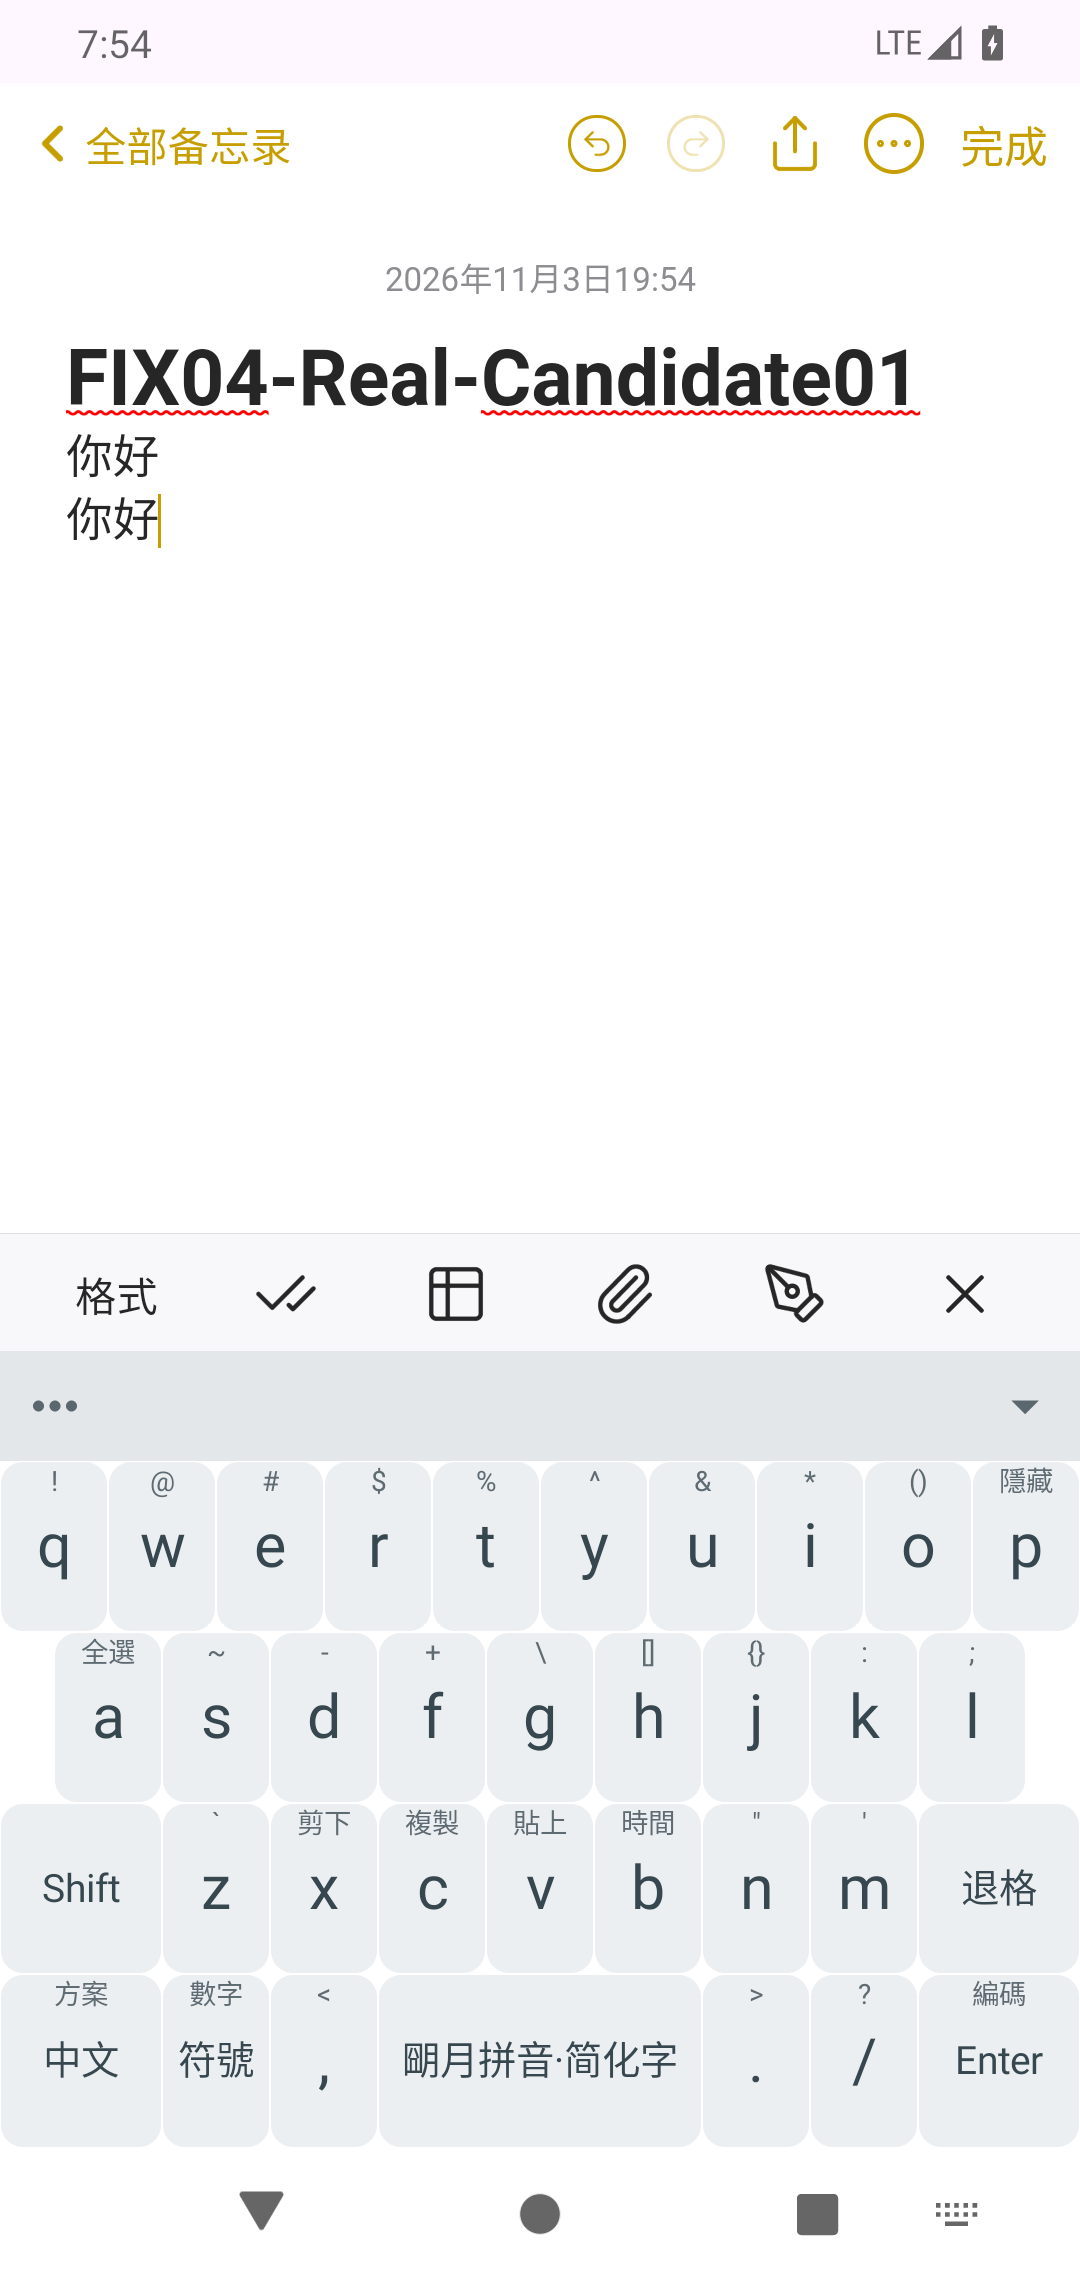 7:54 LTE
全部备忘录 完成
2026年11月3日19:54
FIX04-Real-Candidate01
你好
你好
格式
! @ # $ % ^ & * () 隱藏
q w e r t y u i o p
全選 ~ - + \ [] {} : ;
a s d f g h j k l
` 剪下 複製 貼上 時間 " '
Shift z x c v b n m 退格
方案 數字 < > ? 編碼
中文 符號 , 朙月拼音·简化字 . / Enter